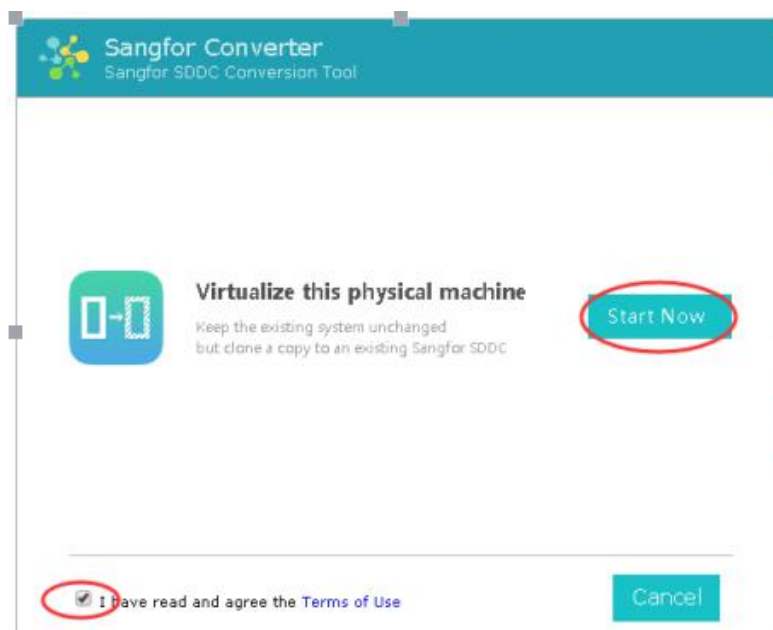 Sangfor Converter
Sangfor SDDC Conversion Tool
Virtualize this physical machine
Keep the existing system unchanged
but clone a copy to an existing Sangfor SDDC
Start Now
I have read and agree the Terms of Use
Cancel